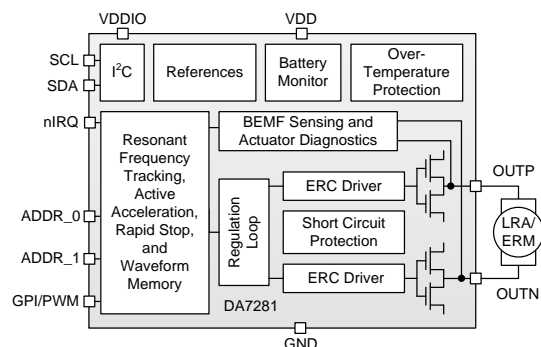 VDDIO
VDD
SCL
SDA
I²C
References
Battery
Monitor
Over-
Temperature
Protection
nIRQ
Resonant
Frequency
Tracking,
Active
Acceleration,
Rapid Stop,
and
Waveform
Memory
BEMF Sensing and
Actuator Diagnostics
Regulation
Loop
ERC Driver
Short Circuit
Protection
ERC Driver
OUTP
LRA/
ERM
OUTN
ADDR_0
ADDR_1
GPI/PWM
DA7281
GND